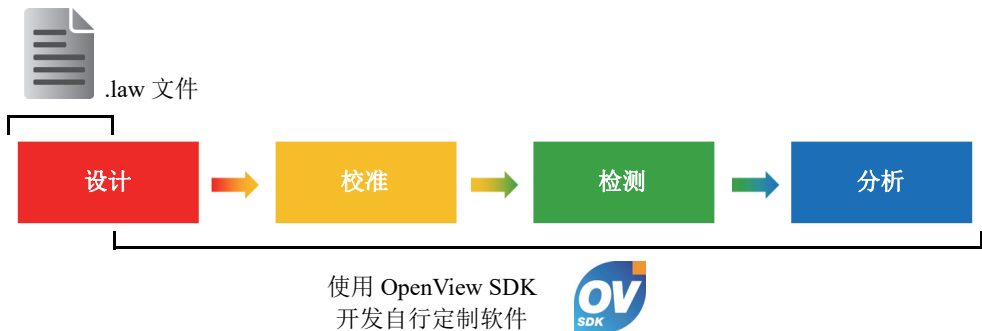 .law 文件
设计
校准
检测
分析
使用 OpenView SDK
开发自行定制软件
OV
SDK